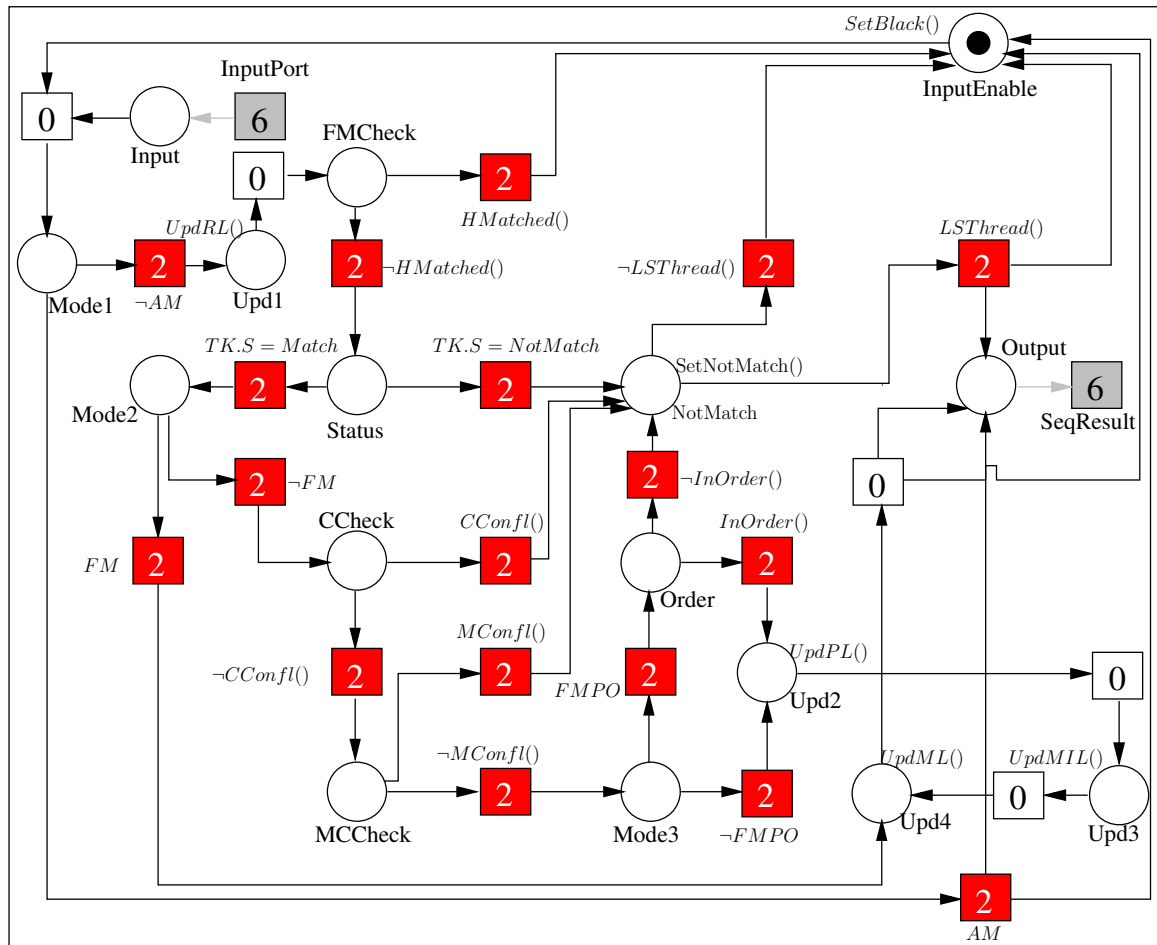 SetBlack()
InputPort
InputEnable
0
6
Input
FMCheck
0
2
HMatched()
UpdRL()
LSThread()
2
¬AM
Mode1
Upd1
2
¬HMatched()
¬LSThread()
2
2
TK.S = Match
TK.S = NotMatch
Output
2
2
SetNotMatch()
6
Mode2
Status
NotMatch
SeqResult
2
¬FM
2
¬InOrder()
0
CCheck
CConfl()
InOrder()
FM
2
2
2
Order
MConfl()
UpdPL()
¬CConfl()
2
2
FMPO
2
0
Upd2
¬MConfl()
UpdML()
UpdMIL()
2
2
0
MCCheck
Mode3
¬FMPO
Upd4
Upd3
2
AM